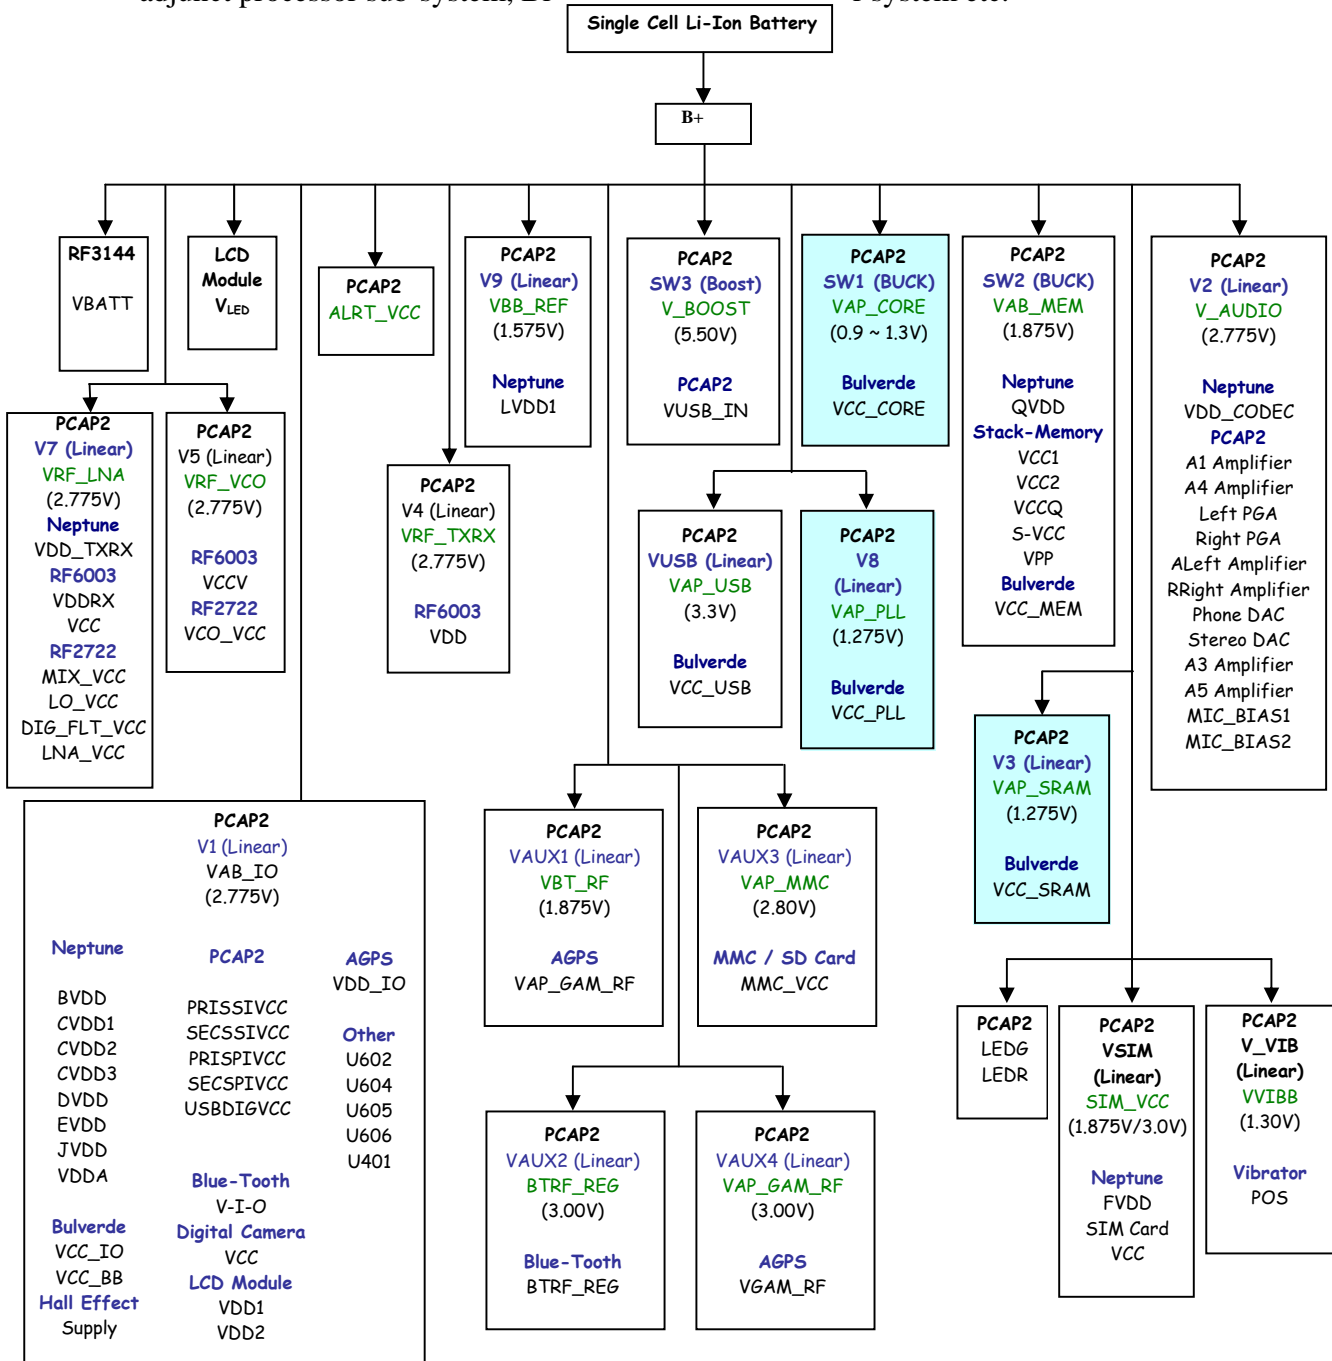 adjunct processor sub-system, Bl
r system etc.
Single Cell Li-Ion Battery
B+
RF3144
VBATT
LCD
Module
VLED
PCAP2
ALRT_VCC
PCAP2
V9 (Linear)
VBB_REF
(1.575V)
Neptune
LVDD1
PCAP2
SW3 (Boost)
V_BOOST
(5.50V)
PCAP2
VUSB_IN
PCAP2
SW1 (BUCK)
VAP_CORE
(0.9 ~ 1.3V)
Bulverde
VCC_CORE
PCAP2
SW2 (BUCK)
VAB_MEM
(1.875V)
Neptune
QVDD
Stack-Memory
VCC1
VCC2
VCCQ
S-VCC
VPP
Bulverde
VCC_MEM
PCAP2
V2 (Linear)
V_AUDIO
(2.775V)
Neptune
VDD_CODEC
PCAP2
A1 Amplifier
A4 Amplifier
Left PGA
Right PGA
ALeft Amplifier
RRight Amplifier
Phone DAC
Stereo DAC
A3 Amplifier
A5 Amplifier
MIC_BIAS1
MIC_BIAS2
PCAP2
V7 (Linear)
VRF_LNA
(2.775V)
Neptune
VDD_TXRX
RF6003
VDDRX
VCC
RF2722
MIX_VCC
LO_VCC
DIG_FLT_VCC
LNA_VCC
PCAP2
V5 (Linear)
VRF_VCO
(2.775V)
RF6003
VCCV
RF2722
VCO_VCC
PCAP2
V4 (Linear)
VRF_TXRX
(2.775V)
RF6003
VDD
PCAP2
VUSB (Linear)
VAP_USB
(3.3V)
Bulverde
VCC_USB
PCAP2
V8
(Linear)
VAP_PLL
(1.275V)
Bulverde
VCC_PLL
PCAP2
V3 (Linear)
VAP_SRAM
(1.275V)
Bulverde
VCC_SRAM
PCAP2
V1 (Linear)
VAB_IO
(2.775V)
Neptune
BVDD
CVDD1
CVDD2
CVDD3
DVDD
EVDD
JVDD
VDDA
Bulverde
VCC_IO
VCC_BB
Hall Effect
Supply
PCAP2
PRISSIVCC
SECSSIVCC
PRISPIVCC
SECSPIVCC
USBDIGVCC
Blue-Tooth
V-I-O
Digital Camera
VCC
LCD Module
VDD1
VDD2
AGPS
VDD_IO
Other
U602
U604
U605
U606
U401
PCAP2
VAUX1 (Linear)
VBT_RF
(1.875V)
AGPS
VAP_GAM_RF
PCAP2
VAUX3 (Linear)
VAP_MMC
(2.80V)
MMC / SD Card
MMC_VCC
PCAP2
VAUX2 (Linear)
BTRF_REG
(3.00V)
Blue-Tooth
BTRF_REG
PCAP2
VAUX4 (Linear)
VAP_GAM_RF
(3.00V)
AGPS
VGAM_RF
PCAP2
LEDG
LEDR
PCAP2
VSIM
(Linear)
SIM_VCC
(1.875V/3.0V)
Neptune
FVDD
SIM Card
VCC
PCAP2
V_VIB
(Linear)
VVIBB
(1.30V)
Vibrator
POS